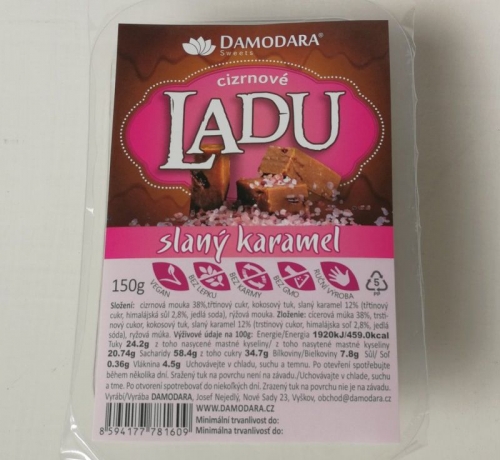 DAMODARA®
Sweets
cizrnové
LADU
slaný karamel
150g
VEGAN
BEZ LEPKU
BEZ KARMY
BEZ GMO
RUČNÍ VÝROBA
5
PP
Složení: cizrnová mouka 38%,třtinový cukr, kokosový tuk, slaný karamel 12% (třtinový
cukr, himalájská sůl 2,8%, jedlá soda), rýžová mouka. Zloženie: cícerová múka 38%, trsti-
nový cukor, kokosový tuk, slaný karamel 12% (trstinový cukor, himalajská soľ 2,8%, jedlá
soda), ryžová múka. Výživové údaje na 100g: Energie/Energia 1920kJ/459.0kcal
Tuky 24.2g z toho nasycené mastné kyseliny/ z toho nasytené mastné kyseliny
20.74g Sacharidy 58.4g z toho cukry 34.7g Bílkoviny/Bielkoviny 7.8g Sůl/ Soľ
0.36g Vláknina 4.5g Uchovávejte v chladu, suchu a temnu. Po otevření spotřebujte
během několika dní. Sražený tuk na povrchu není na závadu./Uchovávajte v chlade, suchu
a tme. Po otvorení spotrebovať do niekoľkých dní. Zrazený tuk na povrchu nie je na závadu.
Vyrábí/Výraba DAMODARA, Josef Nejedlý, Nové Sady 23, Vyškov, obchod@damodara.cz
WWW.DAMODARA.CZ
Minimální trvanlivost do:
Minimálna trvanlivosť do:
8 594177 781609